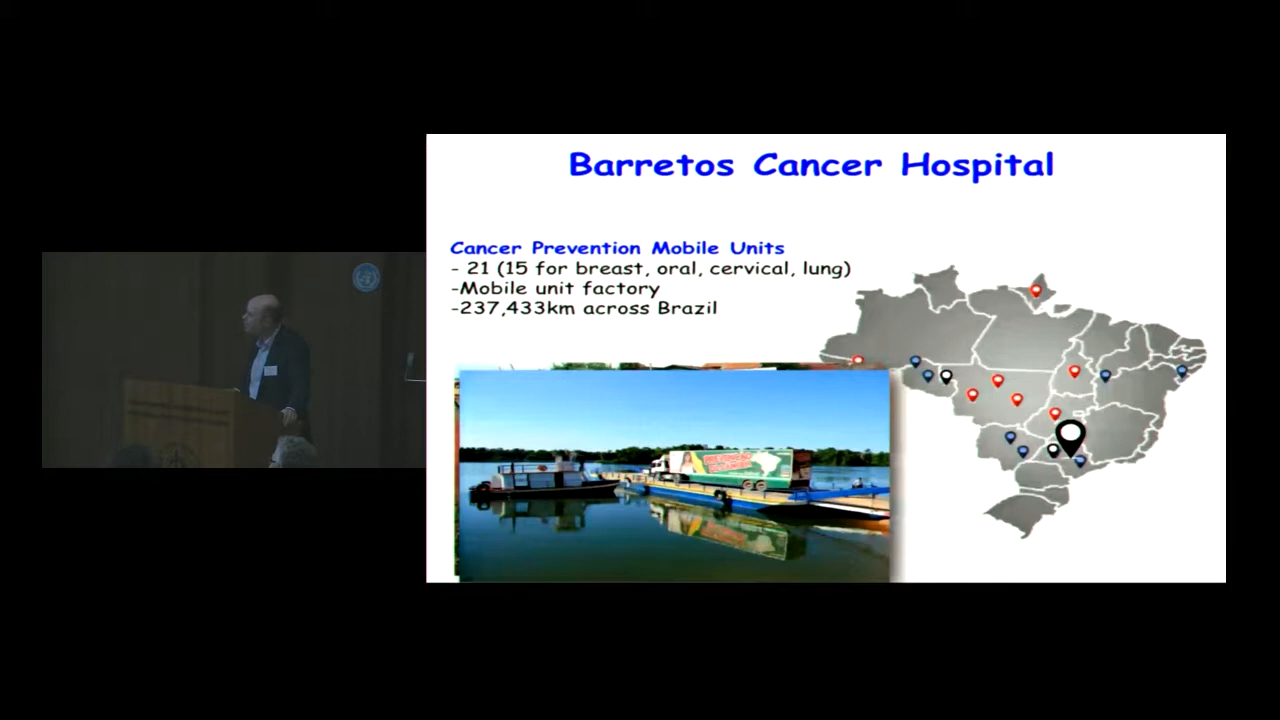 Barretos Cancer Hospital
Cancer Prevention Mobile Units
- 21 (15 for breast, oral, cervical, lung)
-Mobile unit factory
-237,433km across Brazil